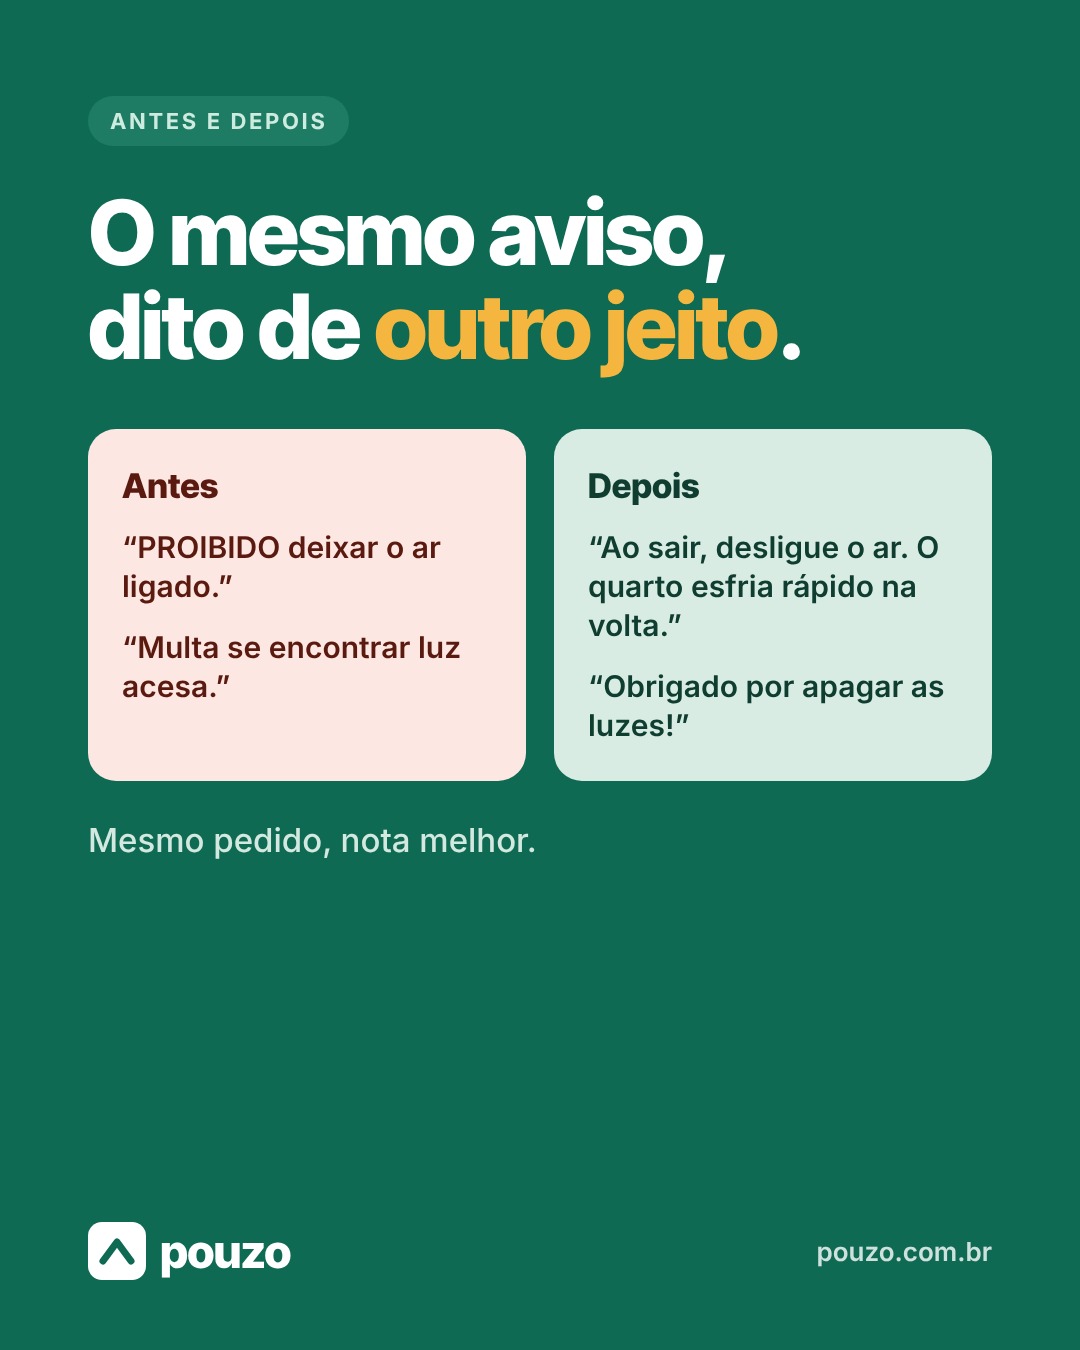 ANTES E DEPOIS
O mesmo aviso,
dito de outro jeito.
Antes
“PROIBIDO deixar o ar
ligado.”
“Multa se encontrar luz
acesa.”
Depois
“Ao sair, desligue o ar. O
quarto esfria rápido na
volta.”
“Obrigado por apagar as
luzes!”
Mesmo pedido, nota melhor.
pouzo
pouzo.com.br